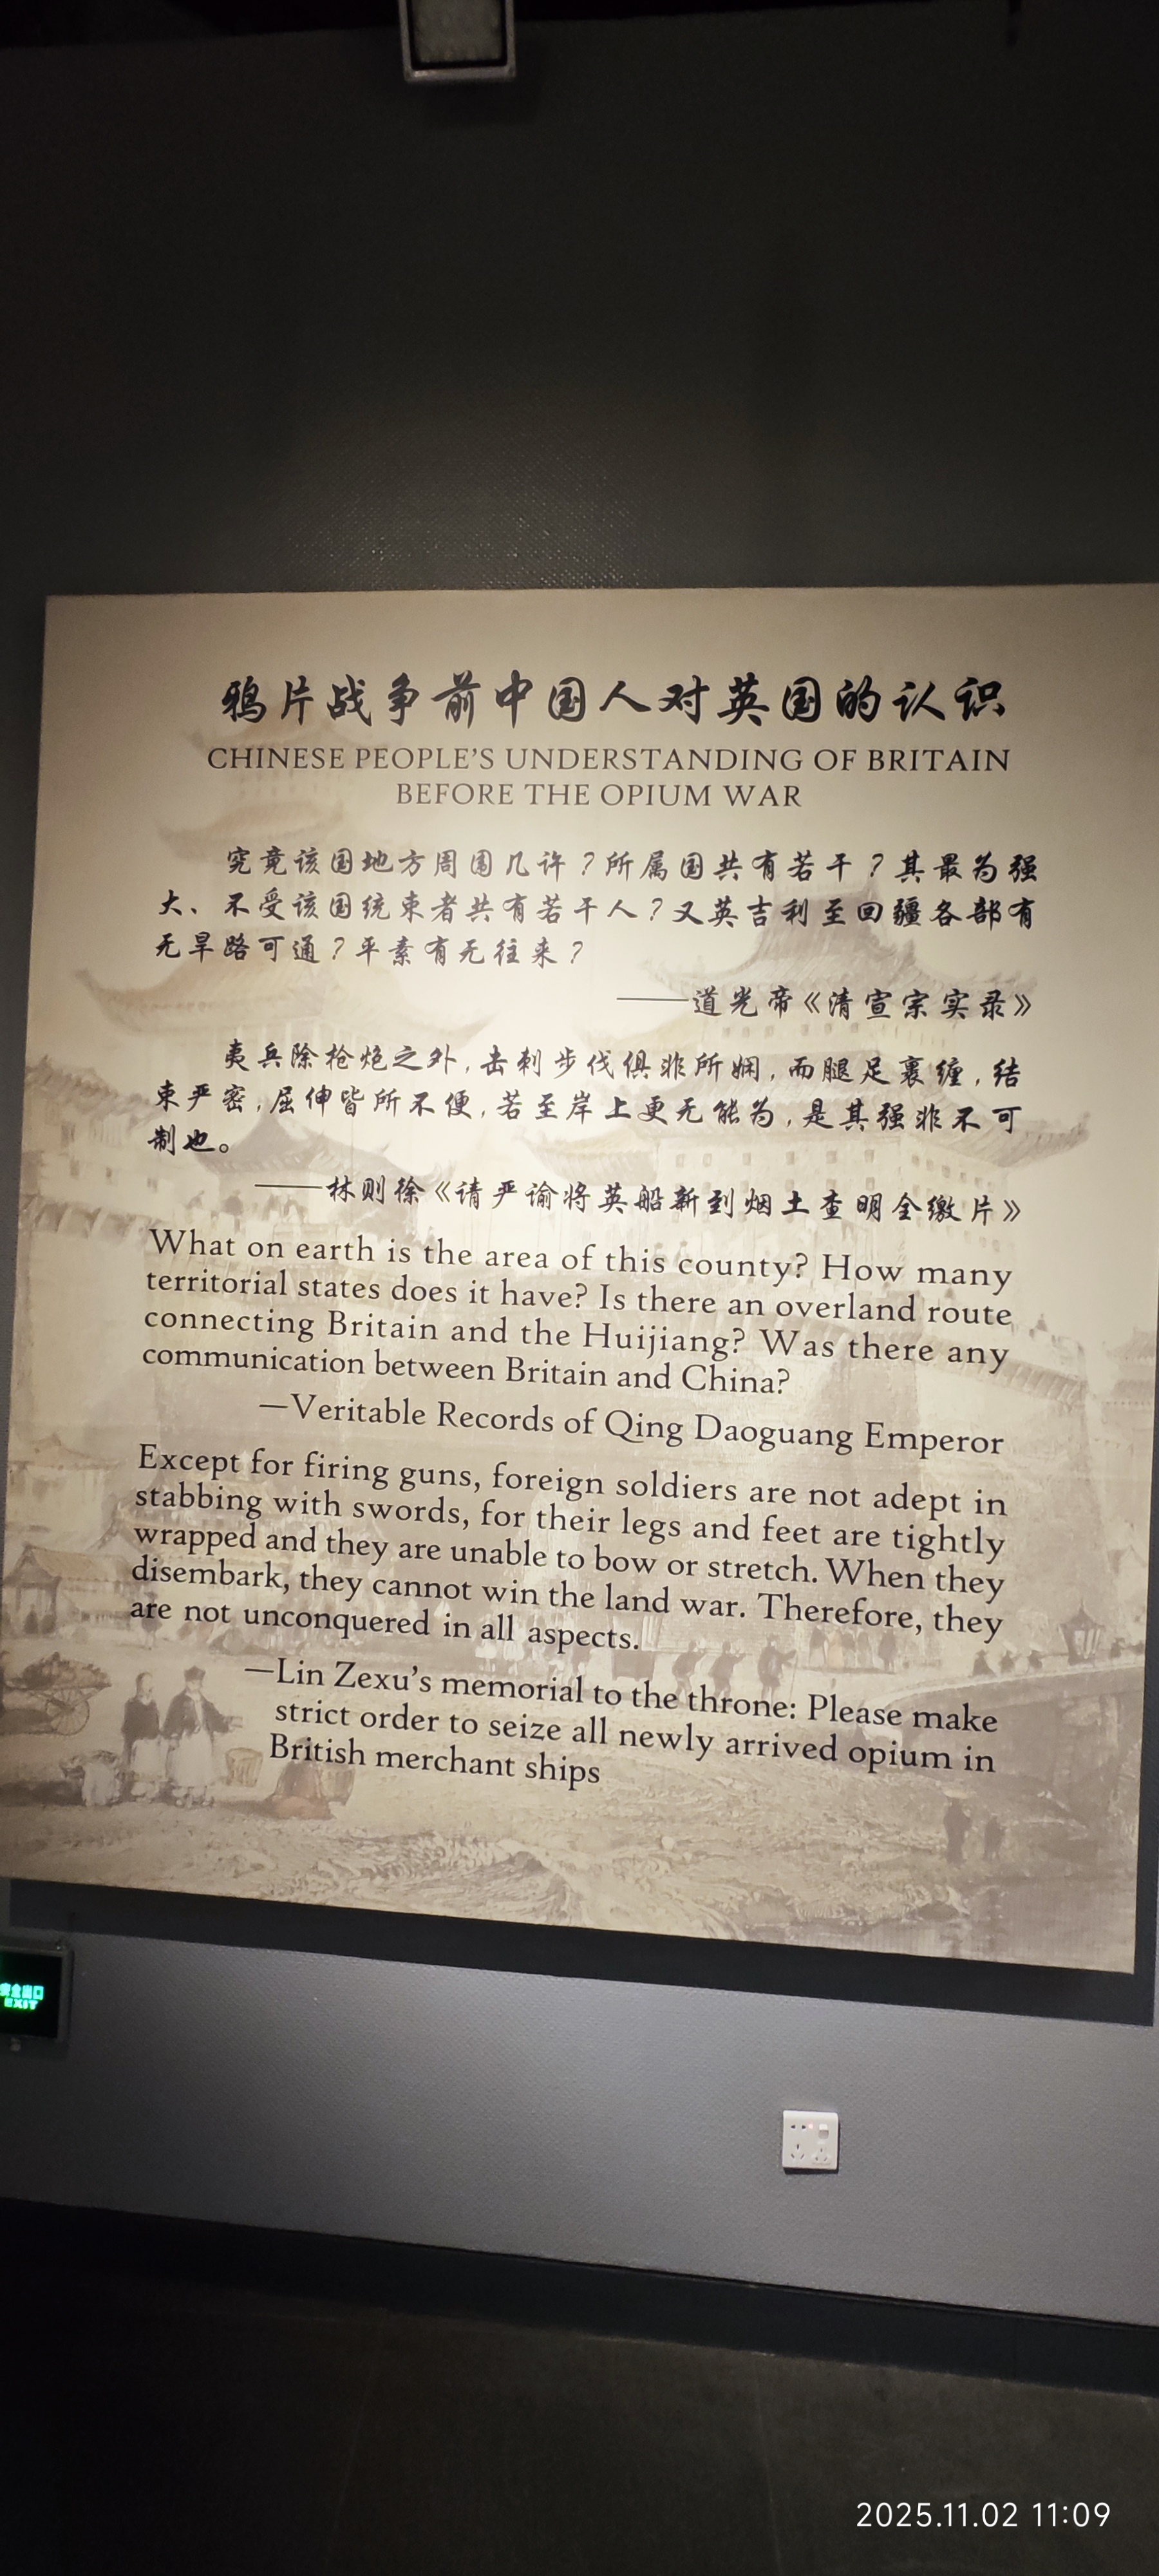 鸦片战争前中国人对英国的认识
CHINESE PEOPLE'S UNDERSTANDING OF BRITAIN
BEFORE THE OPIUM WAR
究竟该国地方周围几许？所属国共有若干？其最为强
大、不受该国统束者共有若干人？又英吉利至回疆各部有
无旱路可通？平素有无往来？
——道光帝《清宣宗实录》
夷兵除枪炮之外，击刺步伐俱非所娴，而腿足裹缠，结
束严密，屈伸皆所不便，若至岸上更无能为，是其强非不可
制也。
——林则徐《请严谕将英船新到烟土查明全缴片》
What on earth is the area of this county? How many
territorial states does it have? Is there an overland route
connecting Britain and the Huijiang? Was there any
communication between Britain and China?
—Veritable Records of Qing Daoguang Emperor
Except for firing guns, foreign soldiers are not adept in
stabbing with swords, for their legs and feet are tightly
wrapped and they are unable to bow or stretch. When they
disembark, they cannot win the land war. Therefore, they
are not unconquered in all aspects.
—Lin Zexu's memorial to the throne: Please make
strict order to seize all newly arrived opium in
British merchant ships
安全出口
EXIT
2025.11.02 11:09